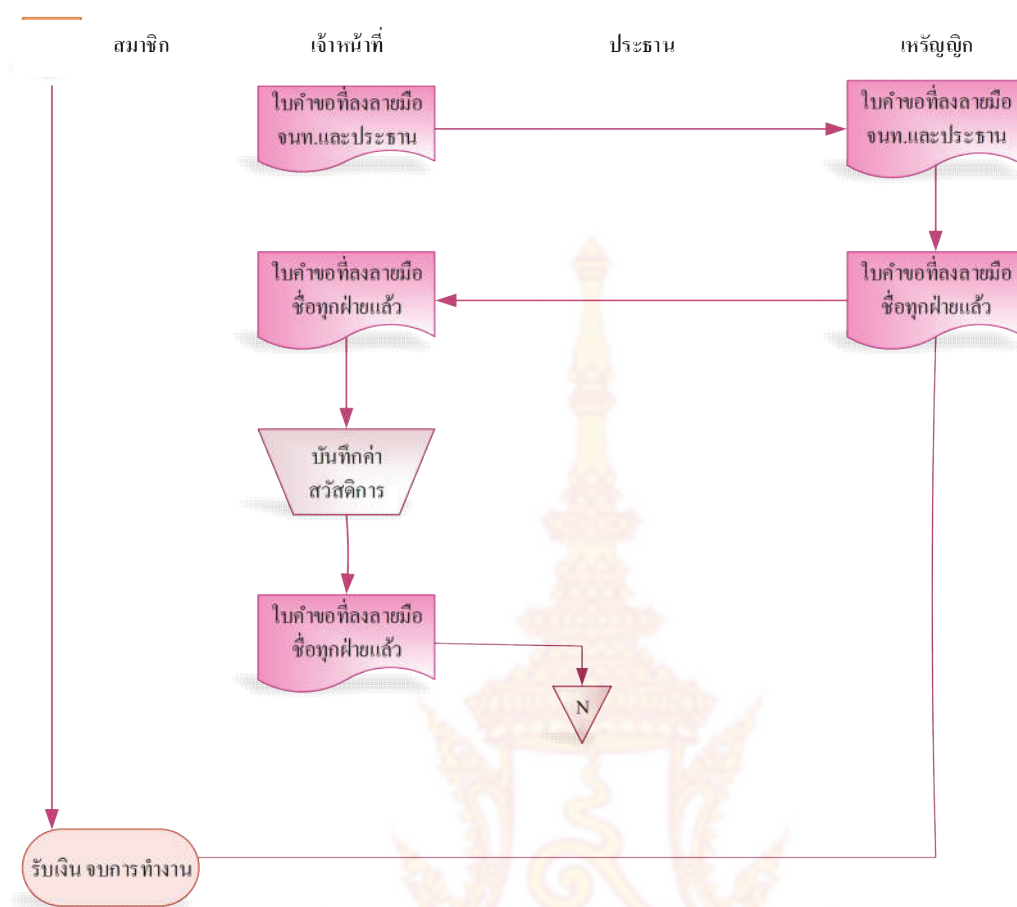 สมาชิก เจ้าหน้าที่ ประธาน เหรัญญิก
ใบคำขอที่ลงลายมือ
จนท.และประธาน
ใบคำขอที่ลงลายมือ
จนท.และประธาน
ใบคำขอที่ลงลายมือ
ชื่อทุกฝ่ายแล้ว
ใบคำขอที่ลงลายมือ
ชื่อทุกฝ่ายแล้ว
บันทึกค่า
สวัสดิการ
ใบคำขอที่ลงลายมือ
ชื่อทุกฝ่ายแล้ว
N
รับเงิน จบการทำงาน